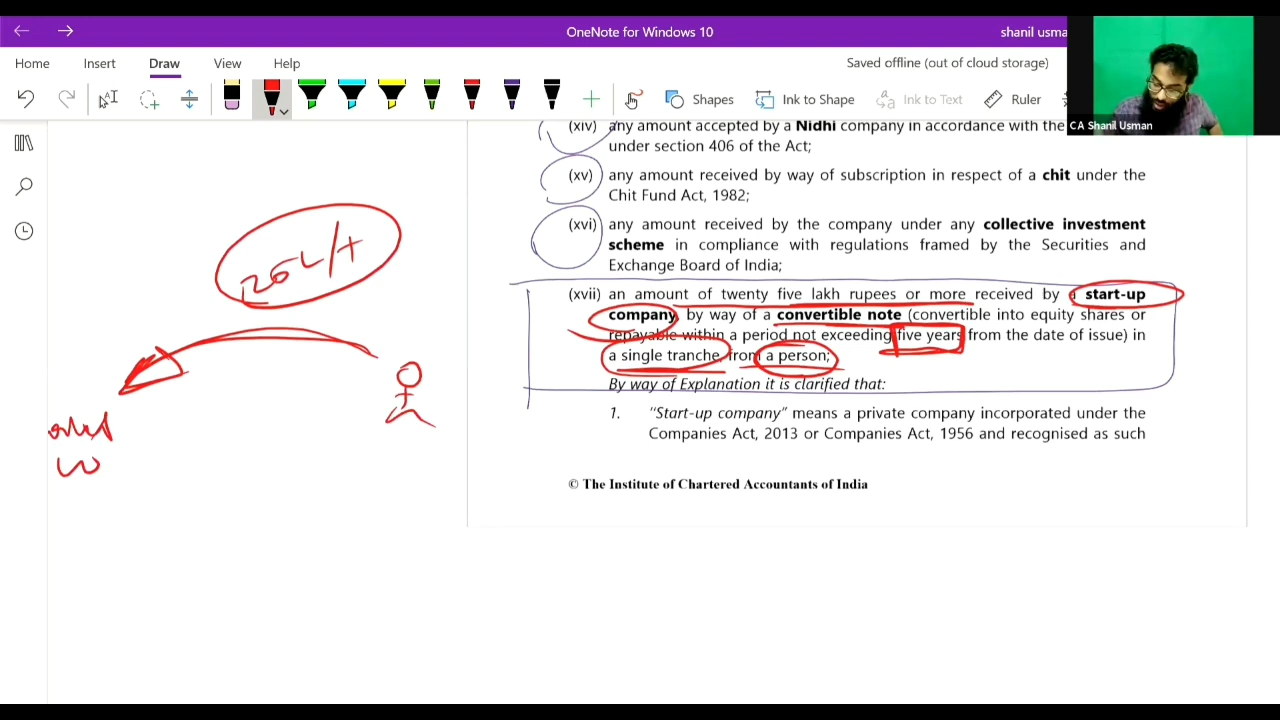 OneNote for Windows 10
shanil usma
Home Insert Draw View Help
Saved offline (out of cloud storage)
Shapes Ink to Shape Ink to Text Ruler
CA Shanil Usman
(xiv) any amount accepted by a Nidhi company in accordance with the
under section 406 of the Act;
(xv) any amount received by way of subscription in respect of a chit under the
Chit Fund Act, 1982;
(xvi) any amount received by the company under any collective investment
scheme in compliance with regulations framed by the Securities and
Exchange Board of India;
(xvii) an amount of twenty five lakh rupees or more received by a start-up
company by way of a convertible note (convertible into equity shares or
repayable within a period not exceeding five years from the date of issue) in
a single tranche, from a person;
By way of Explanation it is clarified that:
1. "Start-up company" means a private company incorporated under the
Companies Act, 2013 or Companies Act, 1956 and recognised as such
© The Institute of Chartered Accountants of India